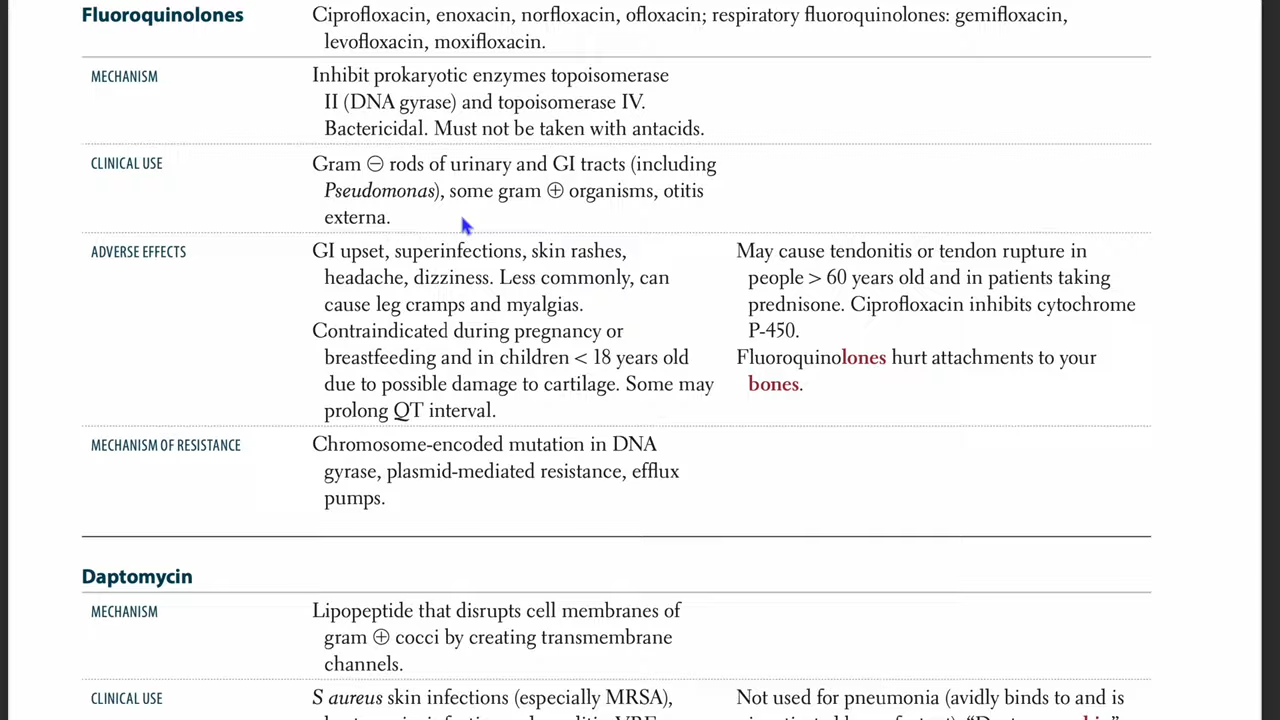 Fluoroquinolones
Ciprofloxacin, enoxacin, norfloxacin, ofloxacin; respiratory fluoroquinolones: gemifloxacin,
levofloxacin, moxifloxacin.
MECHANISM
Inhibit prokaryotic enzymes topoisomerase
II (DNA gyrase) and topoisomerase IV.
Bactericidal. Must not be taken with antacids.
CLINICAL USE
Gram ⊖ rods of urinary and GI tracts (including
Pseudomonas), some gram ⊕ organisms, otitis
externa.
ADVERSE EFFECTS
GI upset, superinfections, skin rashes,
headache, dizziness. Less commonly, can
cause leg cramps and myalgias.
Contraindicated during pregnancy or
breastfeeding and in children < 18 years old
due to possible damage to cartilage. Some may
prolong QT interval.
May cause tendonitis or tendon rupture in
people > 60 years old and in patients taking
prednisone. Ciprofloxacin inhibits cytochrome
P-450.
Fluoroquinolones hurt attachments to your
bones.
MECHANISM OF RESISTANCE
Chromosome-encoded mutation in DNA
gyrase, plasmid-mediated resistance, efflux
pumps.
Daptomycin
MECHANISM
Lipopeptide that disrupts cell membranes of
gram ⊕ cocci by creating transmembrane
channels.
CLINICAL USE
S aureus skin infections (especially MRSA),
Not used for pneumonia (avidly binds to and is